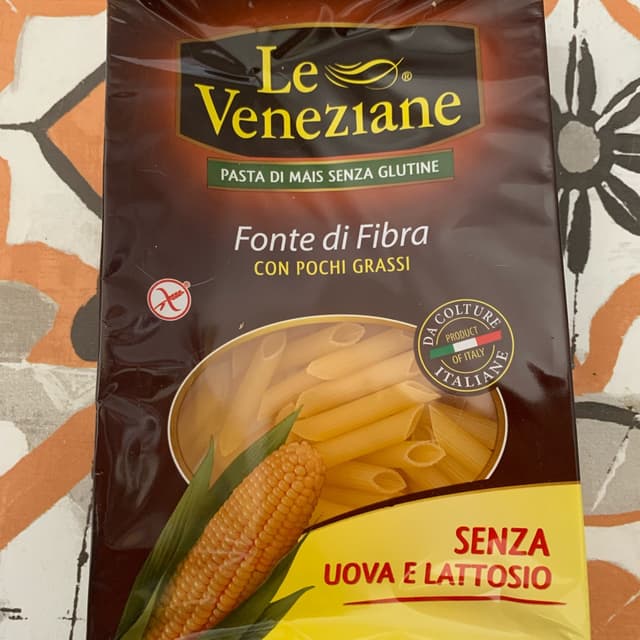 Le
Veneziane®
PASTA DI MAIS SENZA GLUTINE
Fonte di Fibra
CON POCHI GRASSI
DA COLTURE
PRODUCT
OF ITALY
ITALIANE
SENZA
UOVA E LATTOSIO